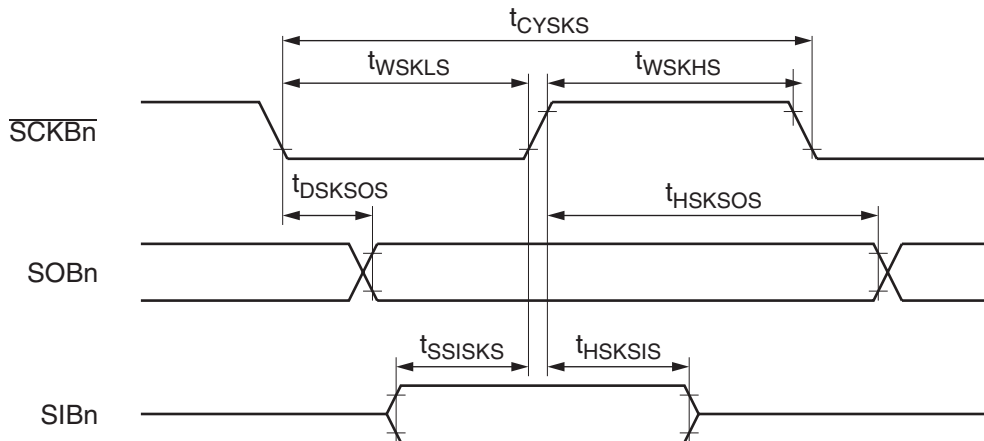 tCYSKS
tWSKLS
tWSKHS
SCKBn
tDSKSOS
tHSKSOS
SOBn
tSSISKS
tHSKSIS
SIBn